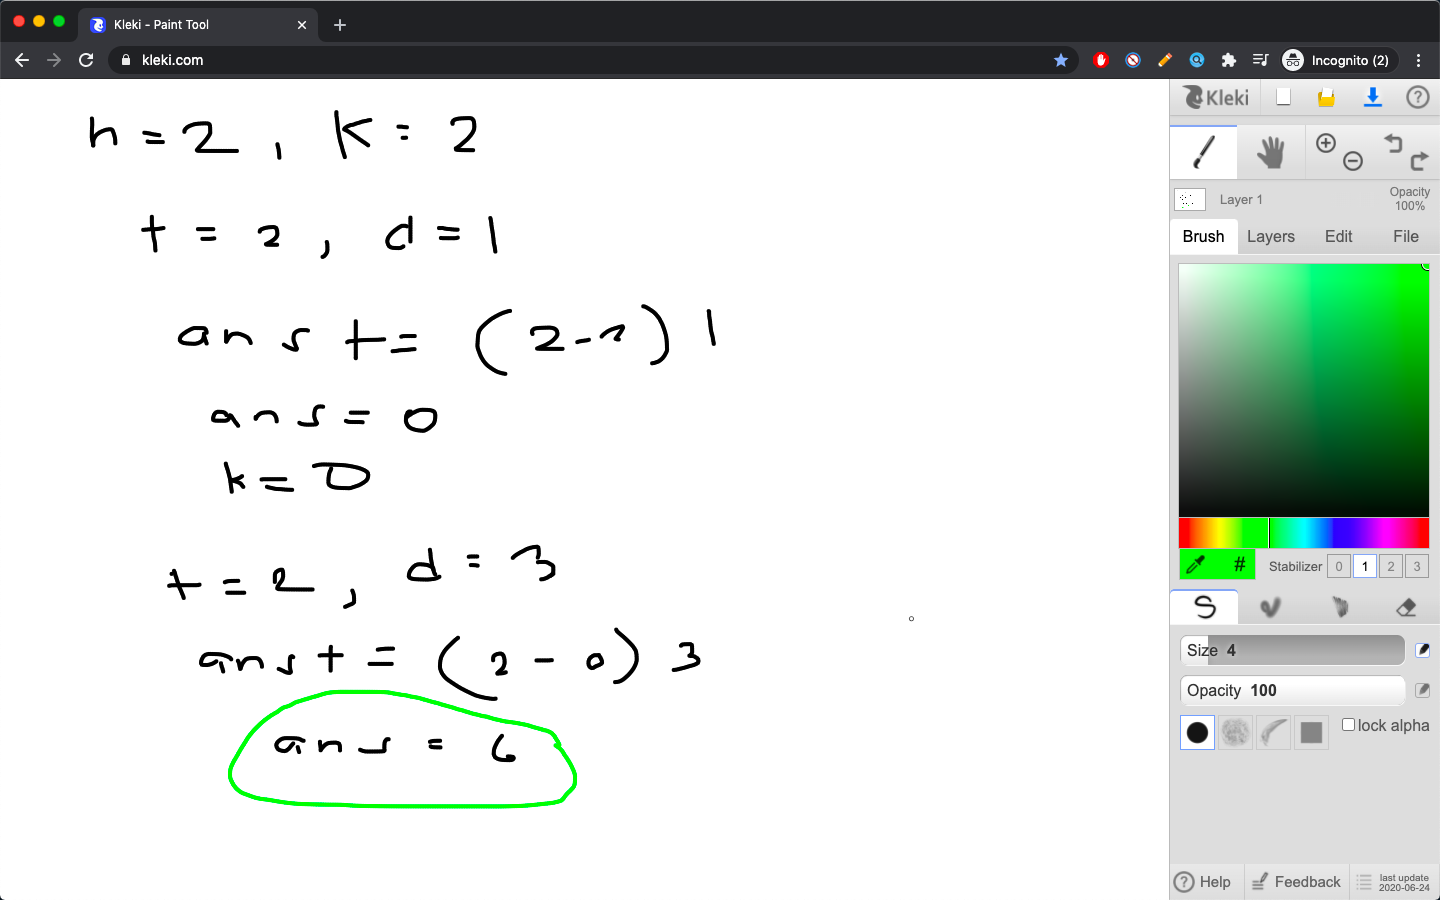 Kleki - Paint Tool
kleki.com
Incognito (2)
n = 2 , K = 2
t = 2 , d = 1
ans += (2 - 2) 1
ans = 0
k = 0
t = 2 , d = 3
ans += (2 - 0) 3
ans = 6
Kleki
Layer 1
Opacity
100%
Brush Layers Edit File
# Stabilizer 0 1 2 3
Size 4
Opacity 100
lock alpha
Help Feedback last update
2020-06-24